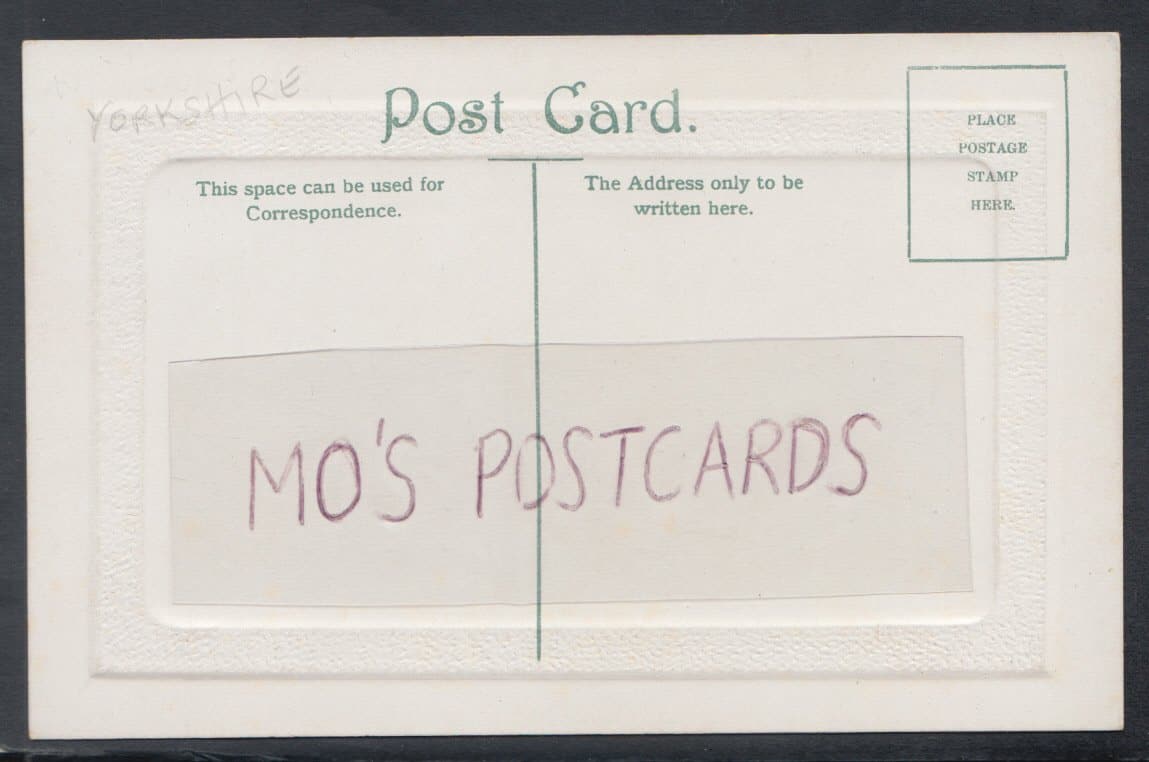 YORKSHIRE
Post Card.
This space can be used for
Correspondence.
The Address only to be
written here.
PLACE
POSTAGE
STAMP
HERE.
MO'S POSTCARDS